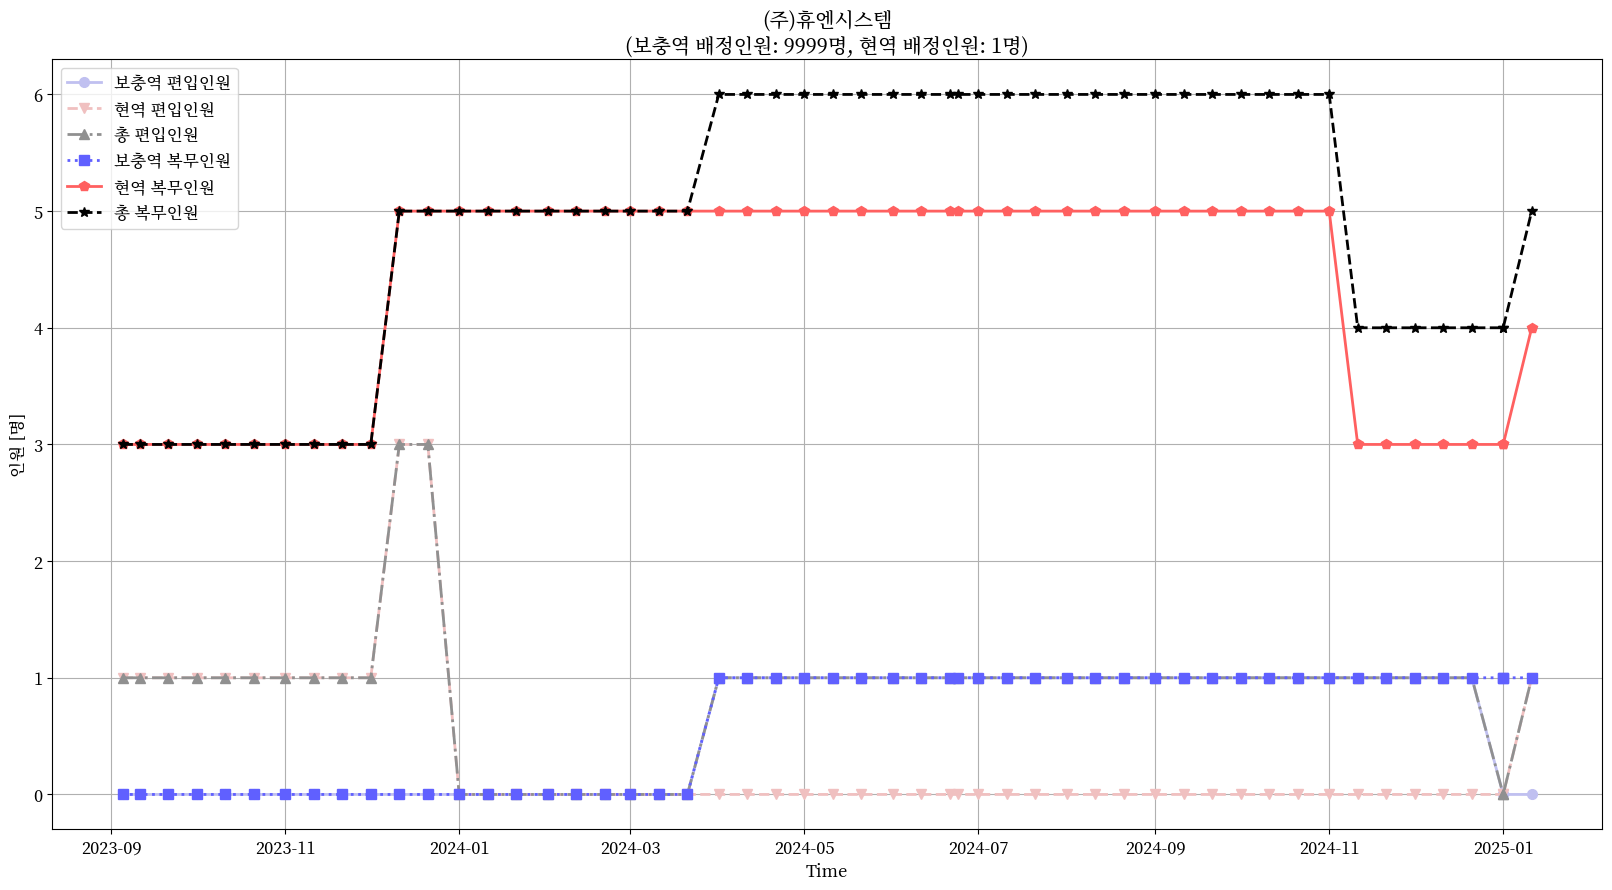 (주)휴엔시스템
(보충역 배정인원: 9999명, 현역 배정인원: 1명)
보충역 편입인원
현역 편입인원
총 편입인원
보충역 복무인원
현역 복무인원
총 복무인원
인원 [명]
6
5
4
3
2
1
0
2023-09
2023-11
2024-01
2024-03
2024-05
2024-07
2024-09
2024-11
2025-01
Time